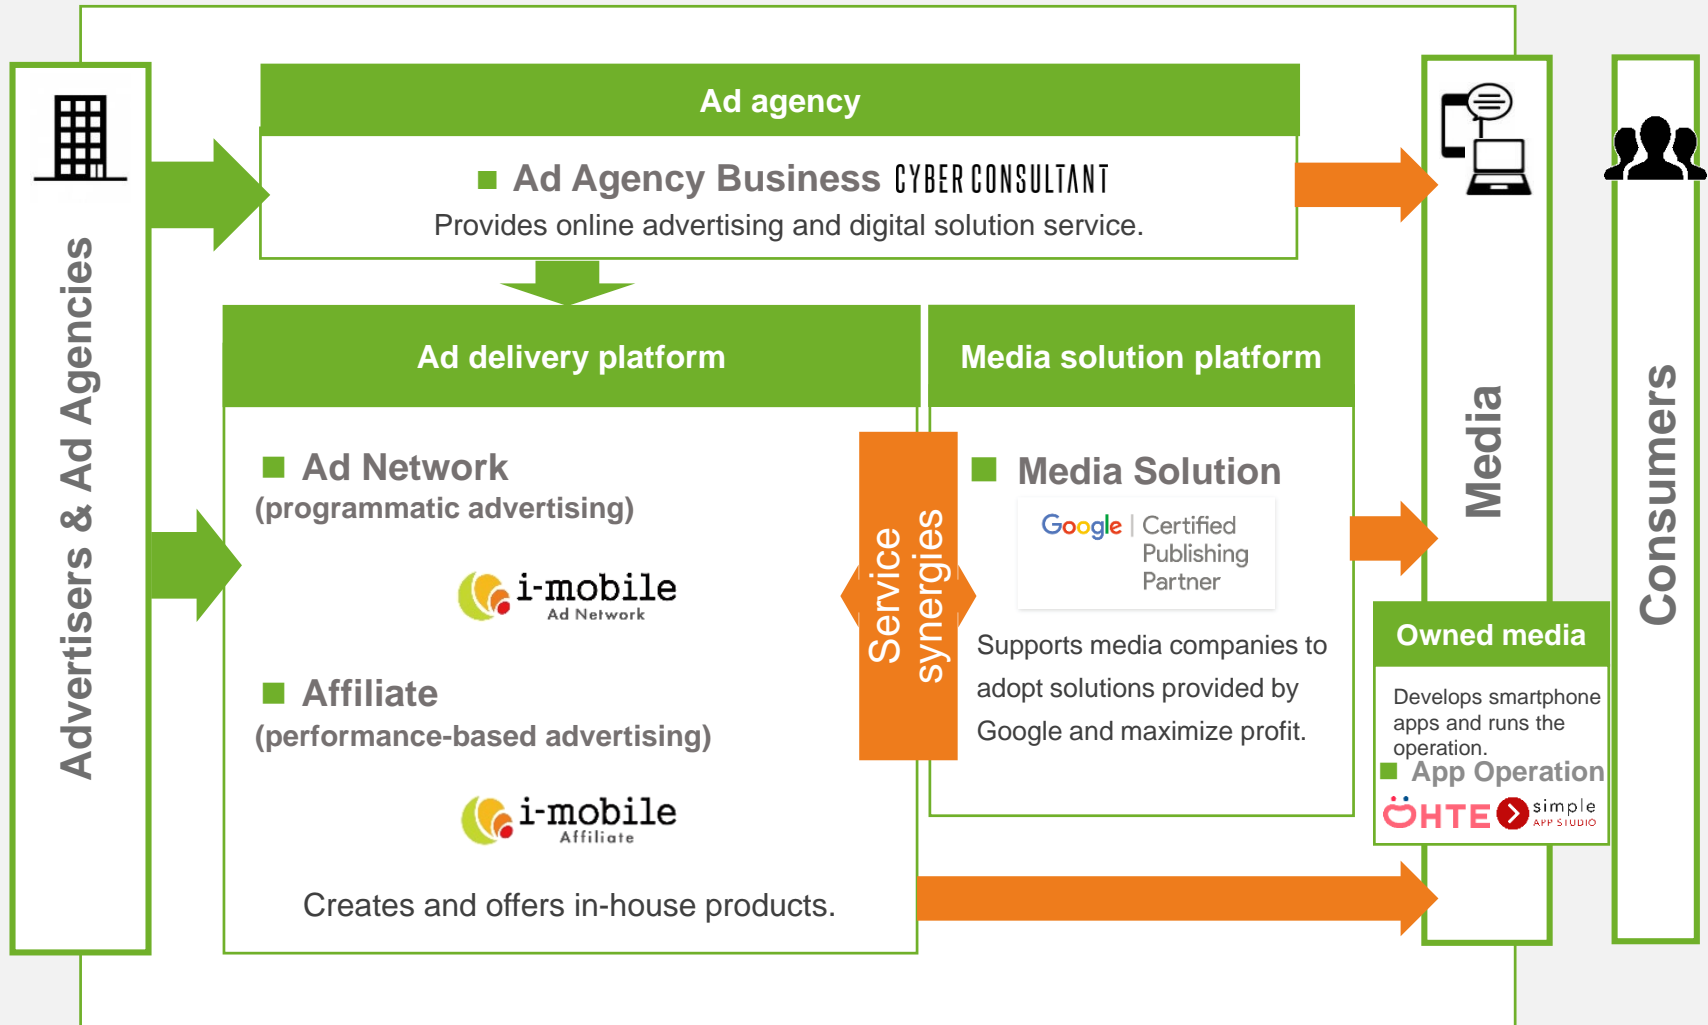 Advertisers & Ad Agencies
Ad agency
■ Ad Agency Business CYBER CONSULTANT
Provides online advertising and digital solution service.
Ad delivery platform
■ Ad Network
(programmatic advertising)
i-mobile
Ad Network
■ Affiliate
(performance-based advertising)
i-mobile
Affiliate
Creates and offers in-house products.
Service
synergies
Media solution platform
■ Media Solution
Google | Certified
Publishing
Partner
Supports media companies to
adopt solutions provided by
Google and maximize profit.
Media
Owned media
Develops smartphone
apps and runs the
operation.
■ App Operation
OHTE
simple
APP STUDIO
Consumers